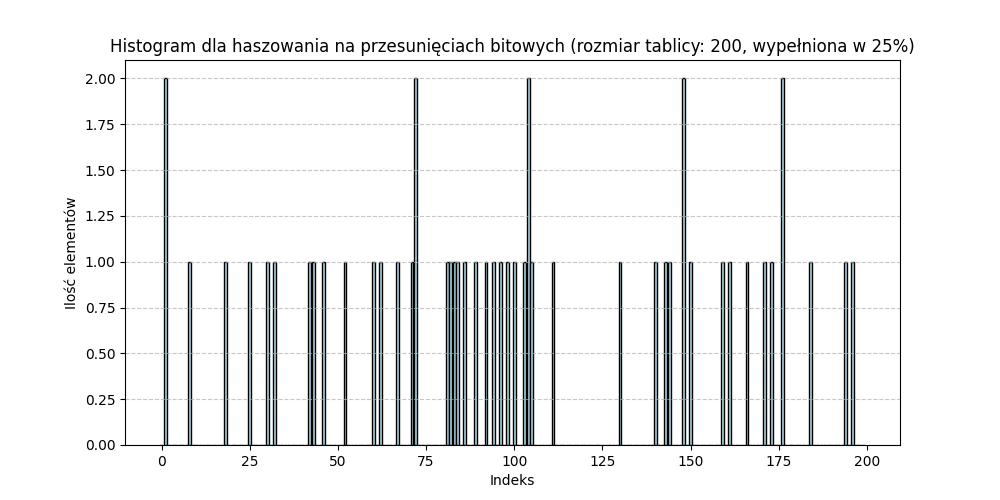 Histogram dla haszowania na przesunięciach bitowych (rozmiar tablicy: 200, wypełniona w 25%)
2.00
1.75
1.50
1.25
1.00
0.75
0.50
0.25
0.00
Ilość elementów
0 25 50 75 100 125 150 175 200
Indeks